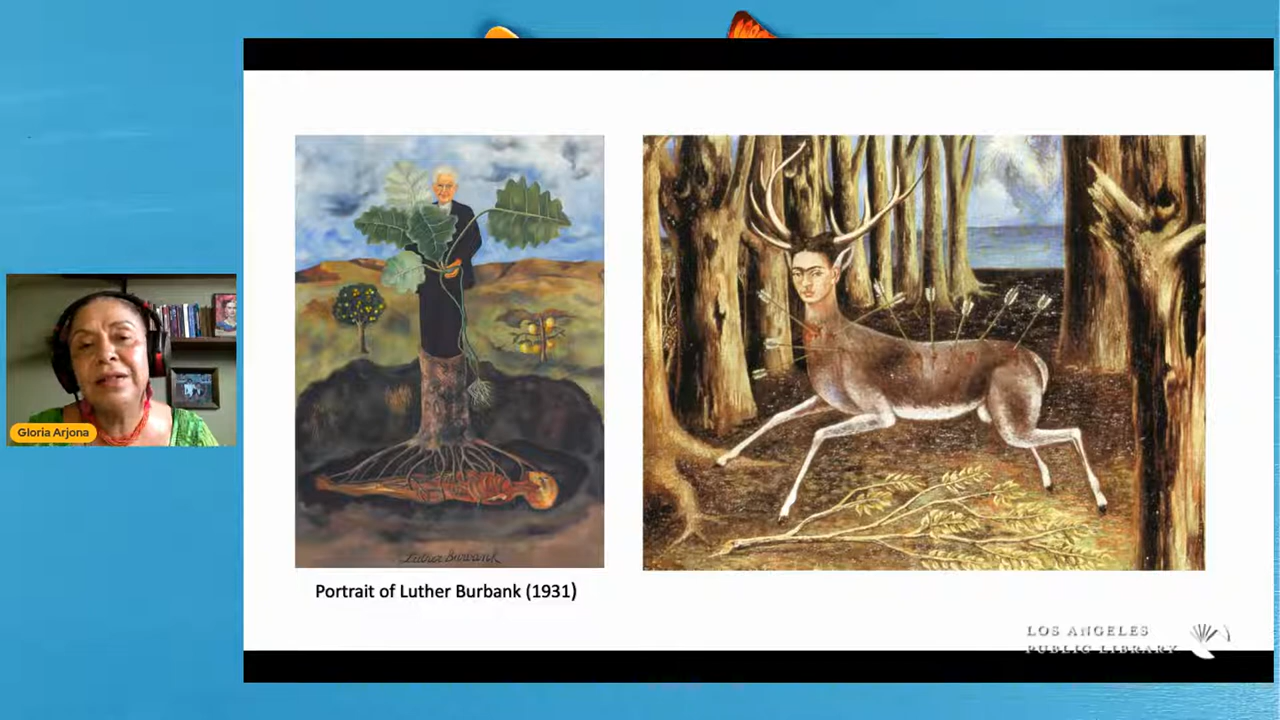 Gloria Arjona
Luther Burbank
Portrait of Luther Burbank (1931)
LOS ANGELES
PUBLIC LIBRARY